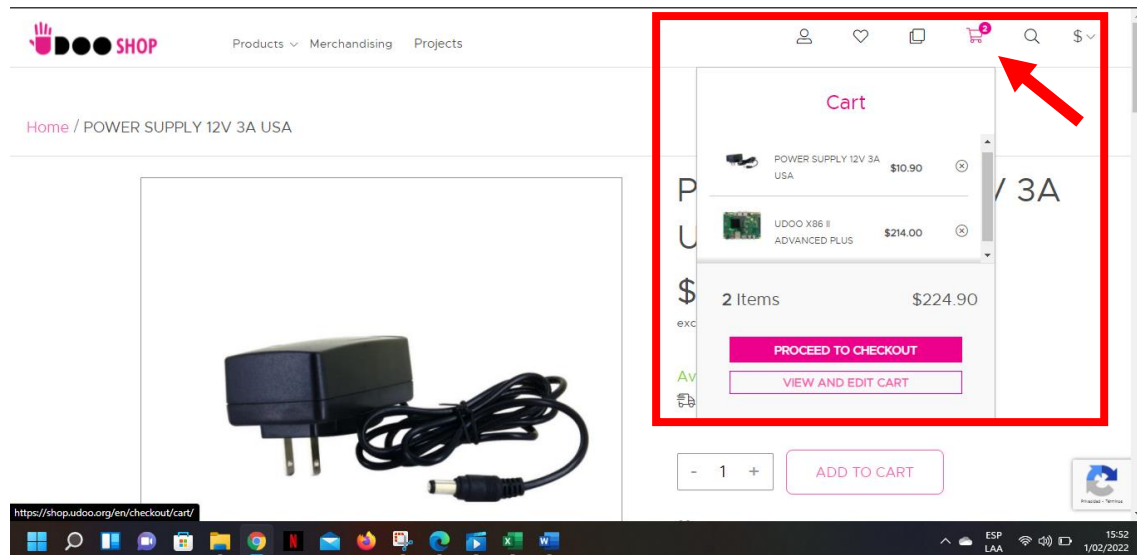 UDOO SHOP
Products Merchandising Projects
2
$
Cart
Home / POWER SUPPLY 12V 3A USA
POWER SUPPLY 12V 3A
USA
$10.90
UDOO X86 II
ADVANCED PLUS
$214.00
P V 3A
U
$
exc
2 Items $224.90
PROCEED TO CHECKOUT
VIEW AND EDIT CART
Av
- 1 + ADD TO CART
Privacidad - Términos
https://shop.udoo.org/en/checkout/cart/
ESP
LAA
15:52
1/02/2022